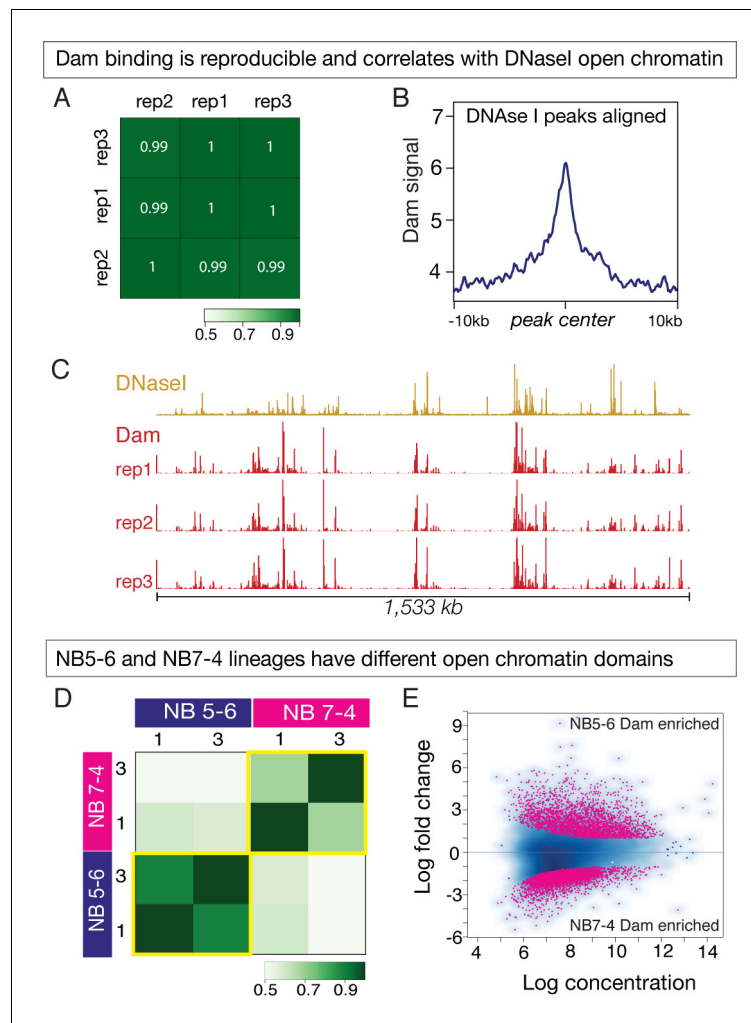 Dam binding is reproducible and correlates with DNaseI open chromatin
A
rep2 rep1 rep3
rep3 0.99 1 1
rep1 0.99 1 1
rep2 1 0.99 0.99
0.5 0.7 0.9
B
DNAse I peaks aligned
Dam signal
7
6
5
4
-10kb peak center 10kb
C
DNaseI
Dam
rep1
rep2
rep3
1,533 kb
NB5-6 and NB7-4 lineages have different open chromatin domains
D
NB 5-6 NB 7-4
1 3 1 3
NB 7-4
3
1
NB 5-6
3
1
0.5 0.7 0.9
E
NB5-6 Dam enriched
Log fold change
9
6
3
0
-3
-6
NB7-4 Dam enriched
4 6 8 10 12 14
Log concentration